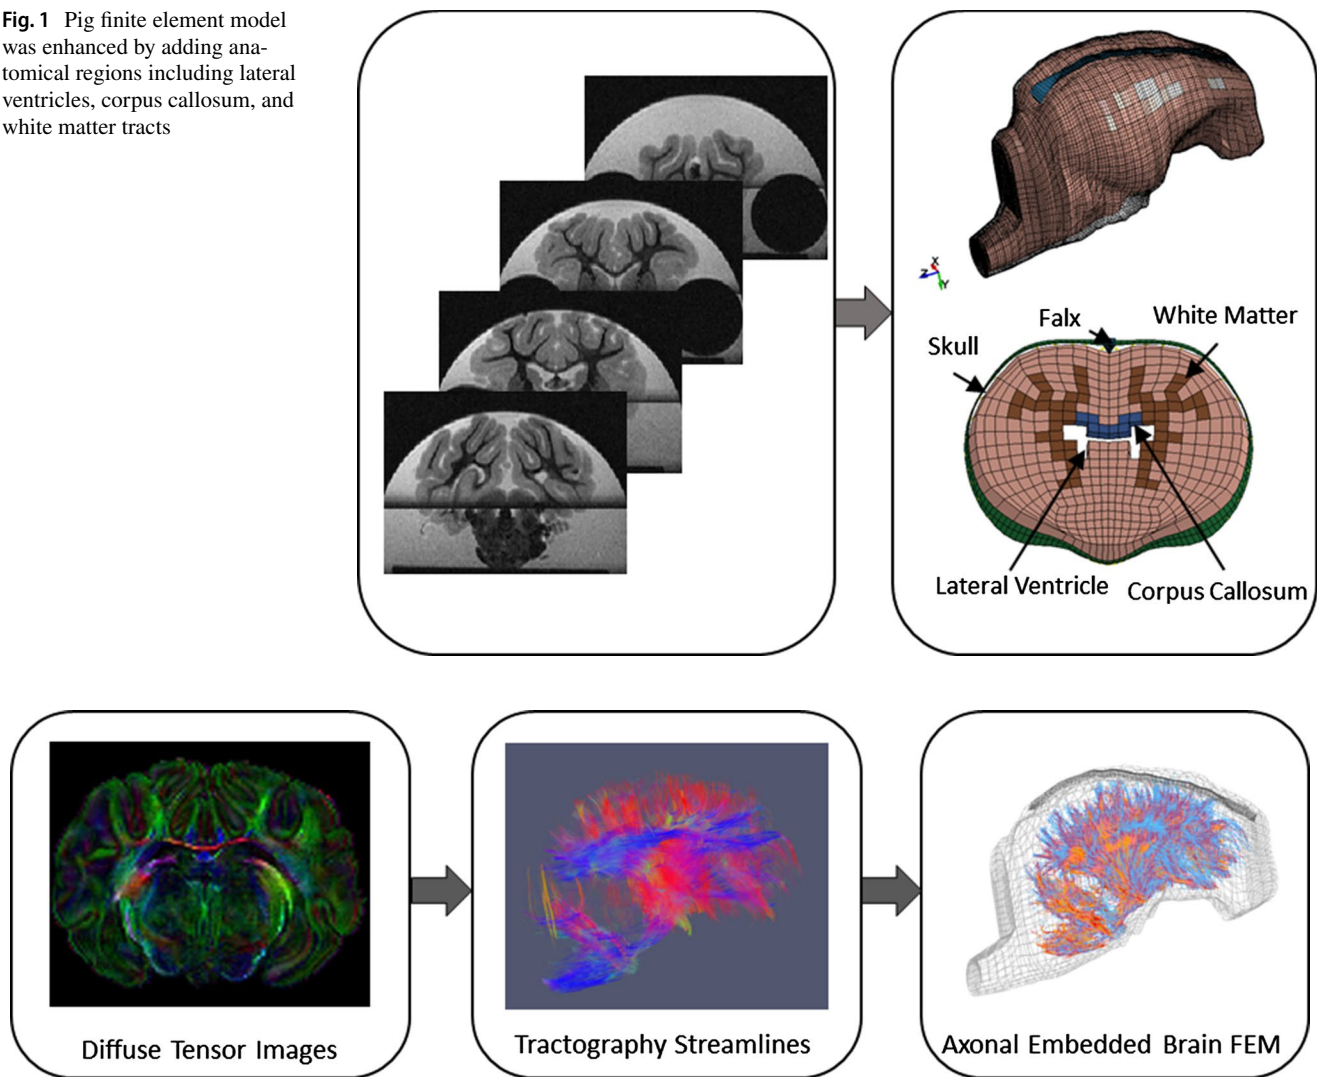 Fig. 1 Pig finite element model
was enhanced by adding ana-
tomical regions including lateral
ventricles, corpus callosum, and
white matter tracts
X
Z
Y
Falx
White Matter
Skull
Lateral Ventricle
Corpus Callosum
Diffuse Tensor Images
Tractography Streamlines
Axonal Embedded Brain FEM